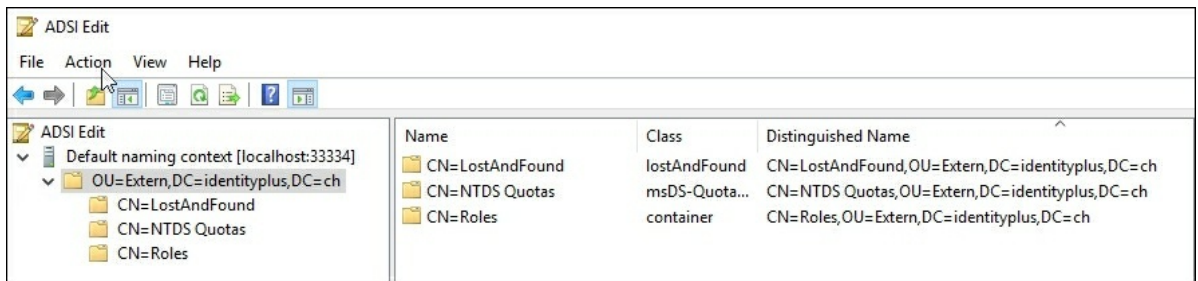 ADSI Edit
File Action View Help
ADSI Edit
Default naming context [localhost:33334]
OU=Extern,DC=identityplus,DC=ch
CN=LostAndFound
CN=NTDS Quotas
CN=Roles
Name Class Distinguished Name
CN=LostAndFound lostAndFound CN=LostAndFound,OU=Extern,DC=identityplus,DC=ch
CN=NTDS Quotas msDS-Quota... CN=NTDS Quotas,OU=Extern,DC=identityplus,DC=ch
CN=Roles container CN=Roles,OU=Extern,DC=identityplus,DC=ch